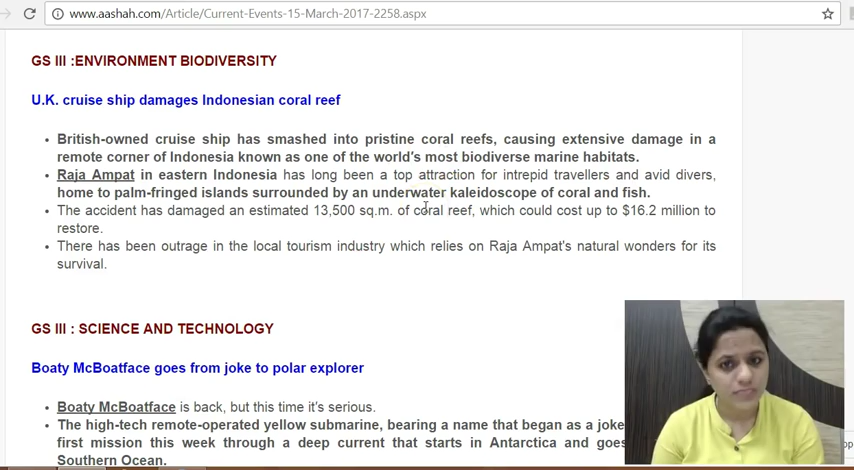 www.aashah.com/Article/Current-Events-15-March-2017-2258.aspx
GS III :ENVIRONMENT BIODIVERSITY
U.K. cruise ship damages Indonesian coral reef
• British-owned cruise ship has smashed into pristine coral reefs, causing extensive damage in a
remote corner of Indonesia known as one of the world's most biodiverse marine habitats.
• Raja Ampat in eastern Indonesia has long been a top attraction for intrepid travellers and avid divers,
home to palm-fringed islands surrounded by an underwater kaleidoscope of coral and fish.
• The accident has damaged an estimated 13,500 sq.m. of coral reef, which could cost up to $16.2 million to
restore.
• There has been outrage in the local tourism industry which relies on Raja Ampat's natural wonders for its
survival.
GS III : SCIENCE AND TECHNOLOGY
Boaty McBoatface goes from joke to polar explorer
• Boaty McBoatface is back, but this time it's serious.
• The high-tech remote-operated yellow submarine, bearing a name that began as a joke
first mission this week through a deep current that starts in Antarctica and goes
Southern Ocean.